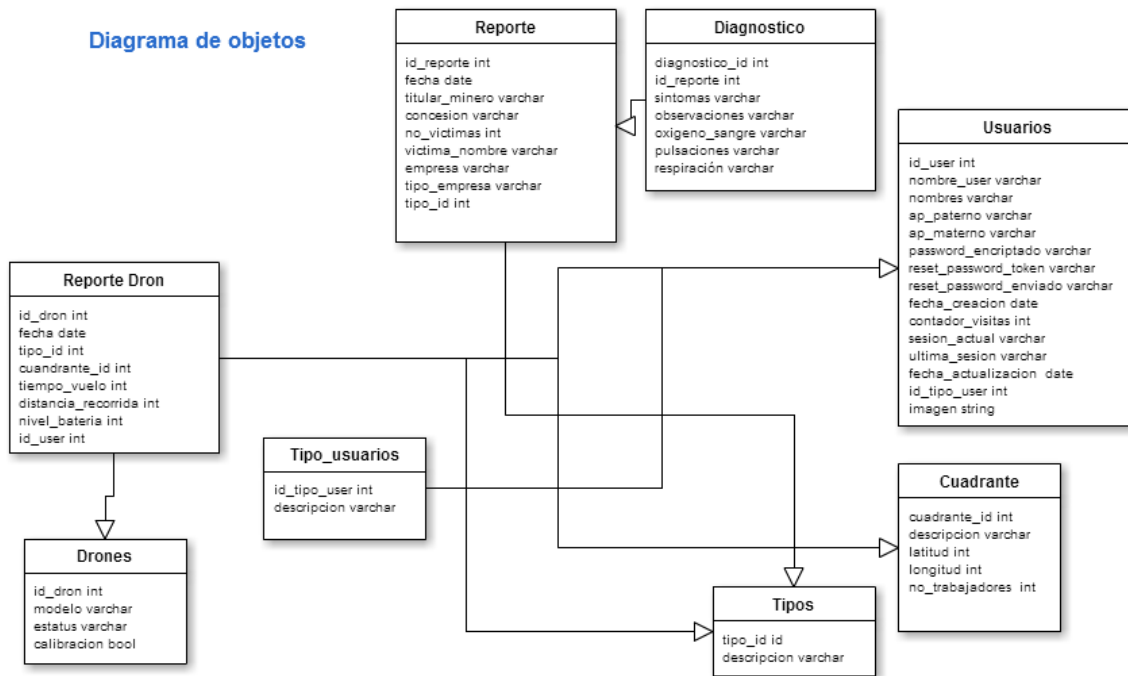 Diagrama de objetos
Reporte
id_reporte int
fecha date
titular_minero varchar
concesion varchar
no_victimas int
victima_nombre varchar
empresa varchar
tipo_empresa varchar
tipo_id int
Diagnostico
diagnostico_id int
id_reporte int
sintomas varchar
observaciones varchar
oxigeno_sangre varchar
pulsaciones varchar
respiración varchar
Usuarios
id_user int
nombre_user varchar
nombres varchar
ap_paterno varchar
ap_materno varchar
password_encriptado varchar
reset_password_token varchar
reset_password_enviado varchar
fecha_creacion date
contador_visitas int
sesion_actual varchar
ultima_sesion varchar
fecha_actualizacion date
id_tipo_user int
imagen string
Reporte Dron
id_dron int
fecha date
tipo_id int
cuandrante_id int
tiempo_vuelo int
distancia_recorrida int
nivel_bateria int
id_user int
Tipo_usuarios
id_tipo_user int
descripcion varchar
Cuadrante
cuadrante_id int
descripcion varchar
latitud int
longitud int
no_trabajadores int
Drones
id_dron int
modelo varchar
estatus varchar
calibracion bool
Tipos
tipo_id id
descripcion varchar